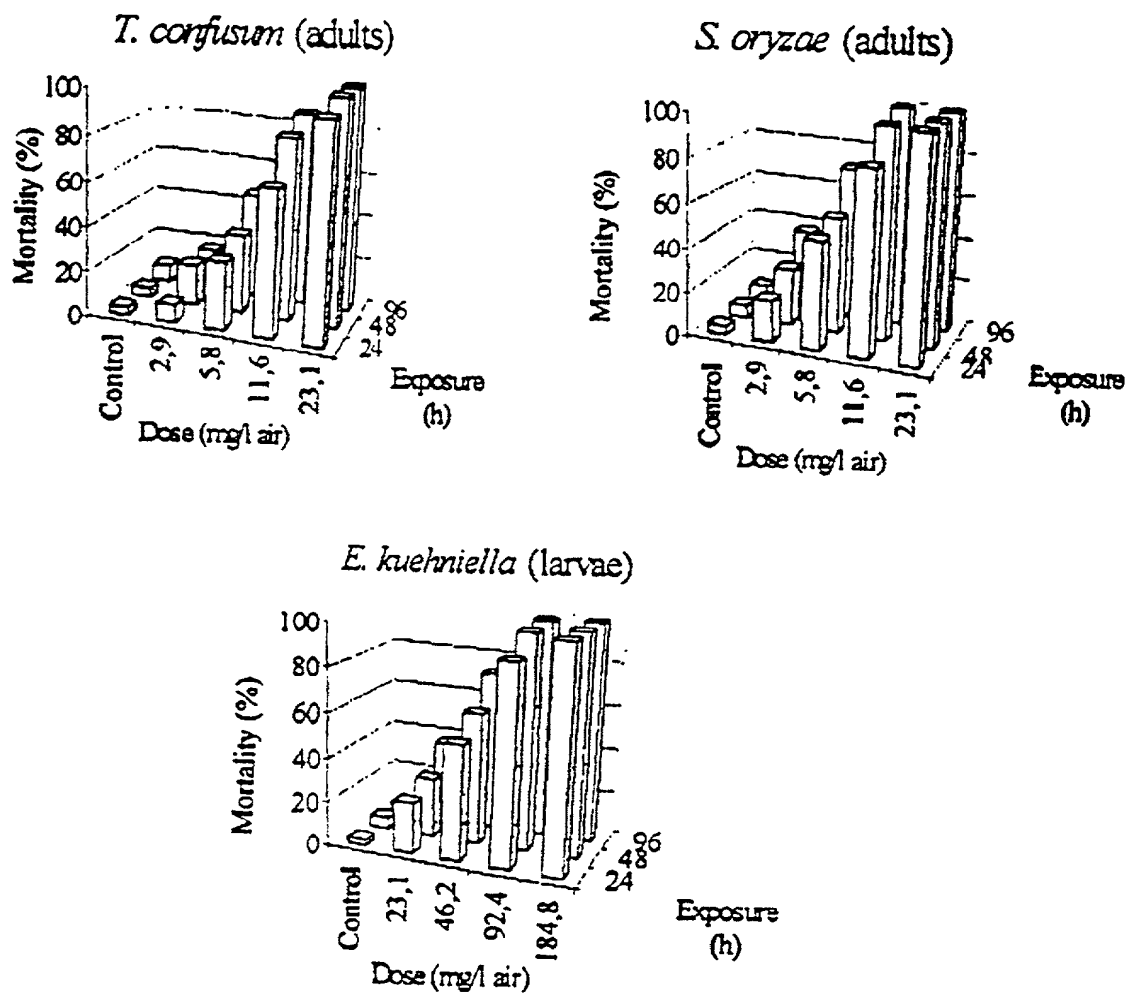 T. confusum (adults)
100
80
60
40
20
0
Mortality (%)
Control
2,9
5,8
11,6
23,1
Dose (mg/l air)
24
48
96
Exposure
(h)
S. oryzae (adults)
100
80
60
40
20
0
Mortality (%)
Control
2,9
5,8
11,6
23,1
Dose (mg/l air)
24
48
96
Exposure
(h)
E. kuehniella (larvae)
100
80
60
40
20
0
Mortality (%)
Control
23,1
46,2
92,4
184,8
Dose (mg/l air)
24
48
96
Exposure
(h)